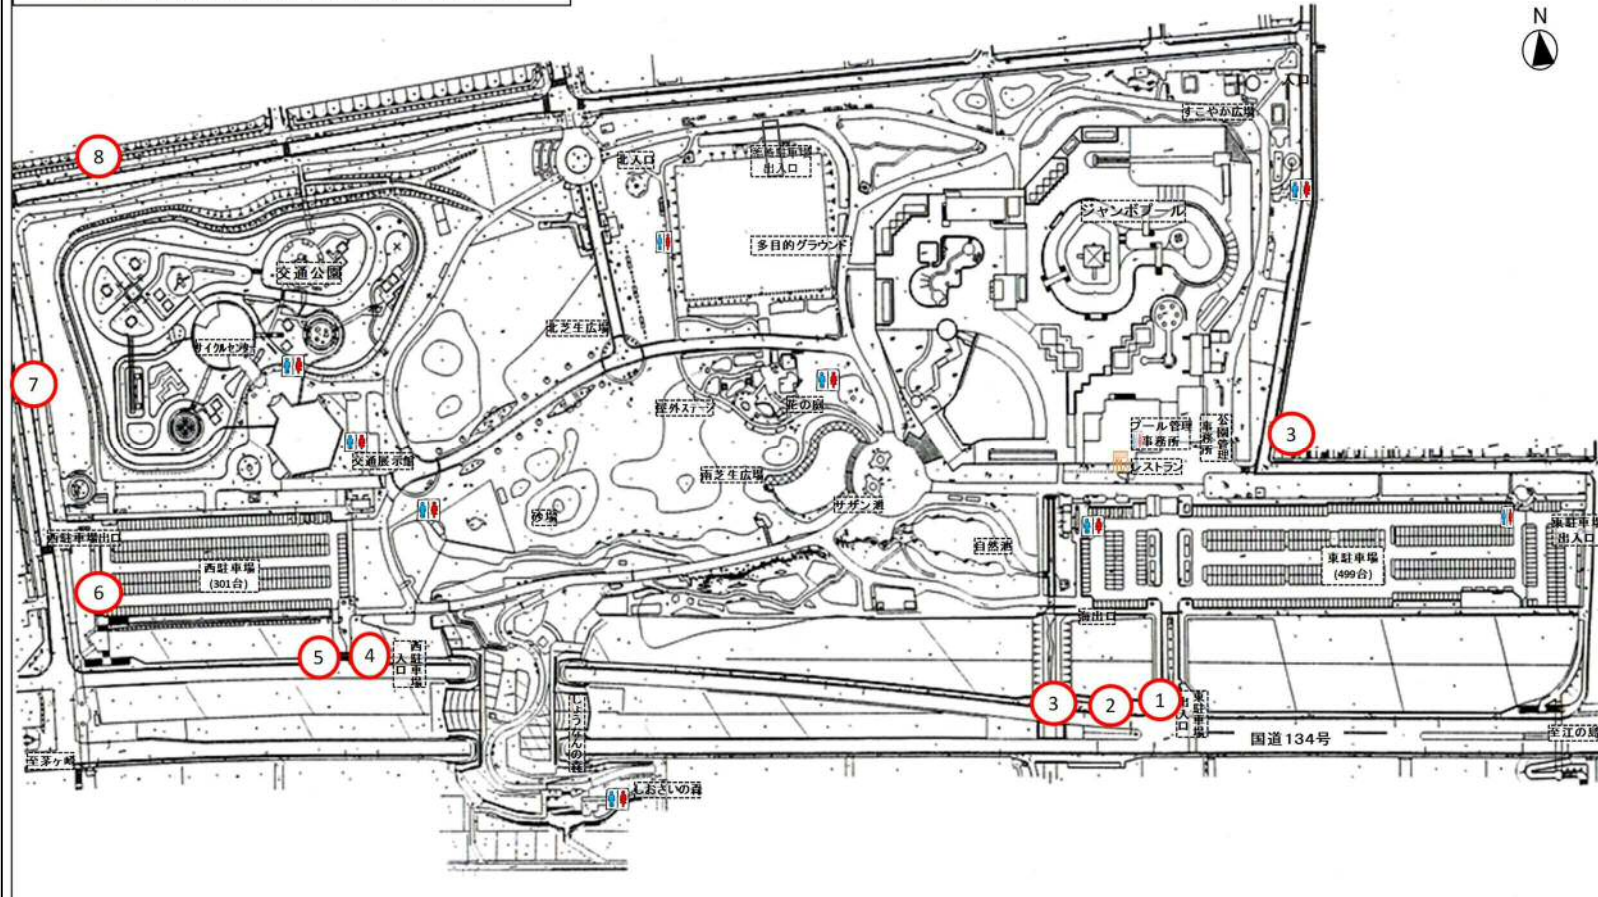 N
すこやか広場
8
北入口
出入口
ジャンボプール
多目的グラウンド
交通公園
北芝生広場
サイクルセンター
7
野外ステージ
花の庭
3
プール管理
事務所
公園管理
事務所
交通展示館
レストラン
南芝生広場
サザン池
砂場
自然池
西駐車場出口
東駐車場
出入口
西駐車場
(301台)
東駐車場
(499台)
6
海出口
5
4
西駐車場
入口
3
2
1
東駐車場
出入口
国道134号
至江の島
しょうなんの森
至茅ヶ崎
しおさいの森